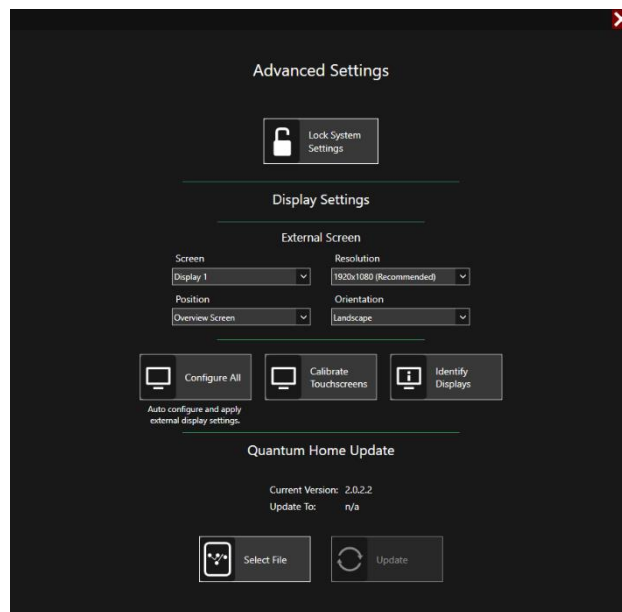 Advanced Settings
Lock System
Settings
Display Settings
External Screen
Screen
Resolution
Display 1
1920x1080 (Recommended)
Position
Orientation
Overview Screen
Landscape
Configure All
Calibrate
Touchscreens
Identify
Displays
Auto configure and apply
external display settings.
Quantum Home Update
Current Version: 2.0.2.2
Update To: n/a
Select File
Update